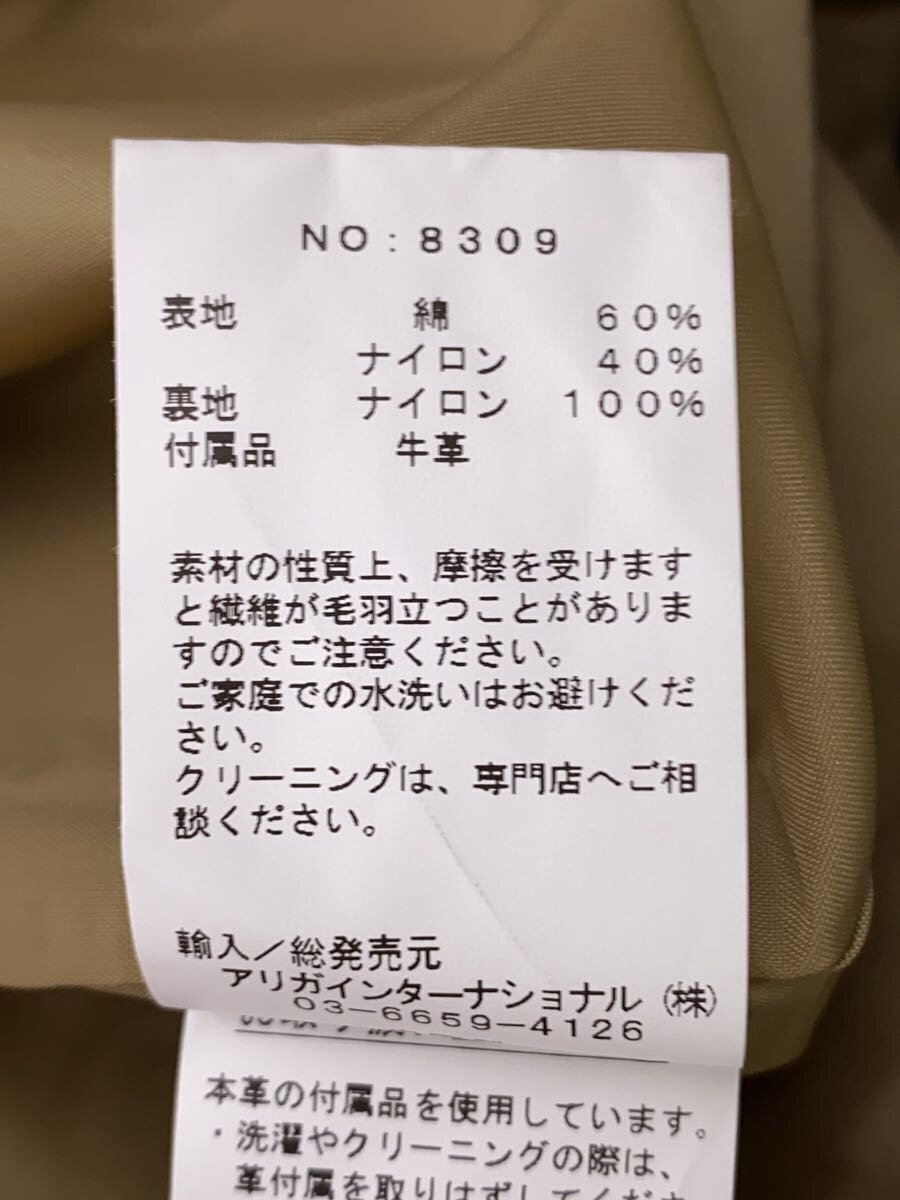 NO：8309
表地 綿 60%
ナイロン 40%
裏地 ナイロン 100%
付属品 牛革
素材の性質上、摩擦を受けます
と繊維が毛羽立つことがありま
すのでご注意ください。
ご家庭での水洗いはお避けくだ
さい。
クリーニングは、専門店へご相
談ください。
輸入／総発売元
アリガインターナショナル（株）
03-6659-4126
本革の付属品を使用しています。
・洗濯やクリーニングの際は、
革付属を取りはずしてくださ